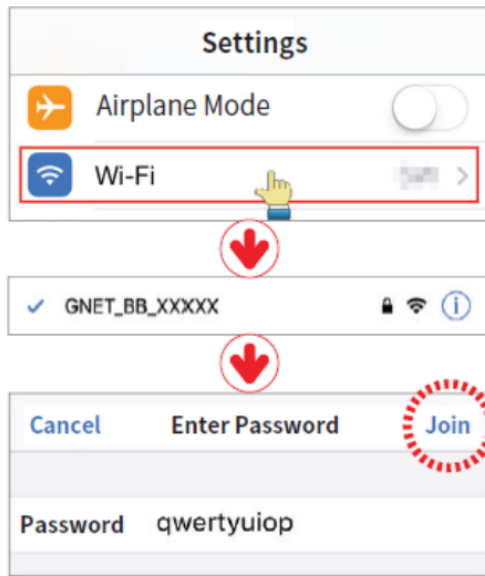 Settings
Airplane Mode
Wi-Fi
GNET_BB_XXXXX
Cancel Enter Password Join
Password qwertyuiop